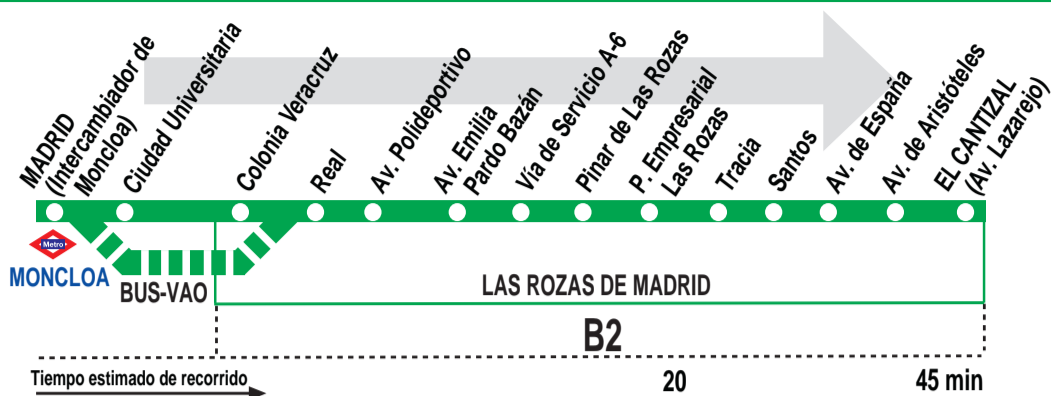 MADRID
(Intercambiador de
Moncloa)
Ciudad Universitaria
Colonia Veracruz
Real
Av. Polideportivo
Av. Emilia
Pardo Bazán
Vía de Servicio A-6
Pinar de Las Rozas
P. Empresarial
Las Rozas
Tracia
Santos
Av. de España
Av. de Aristóteles
EL CANTIZAL
(Av. Lazarejo)
Metro
MONCLOA
BUS-VAO
LAS ROZAS DE MADRID
B2
Tiempo estimado de recorrido
20
45 min